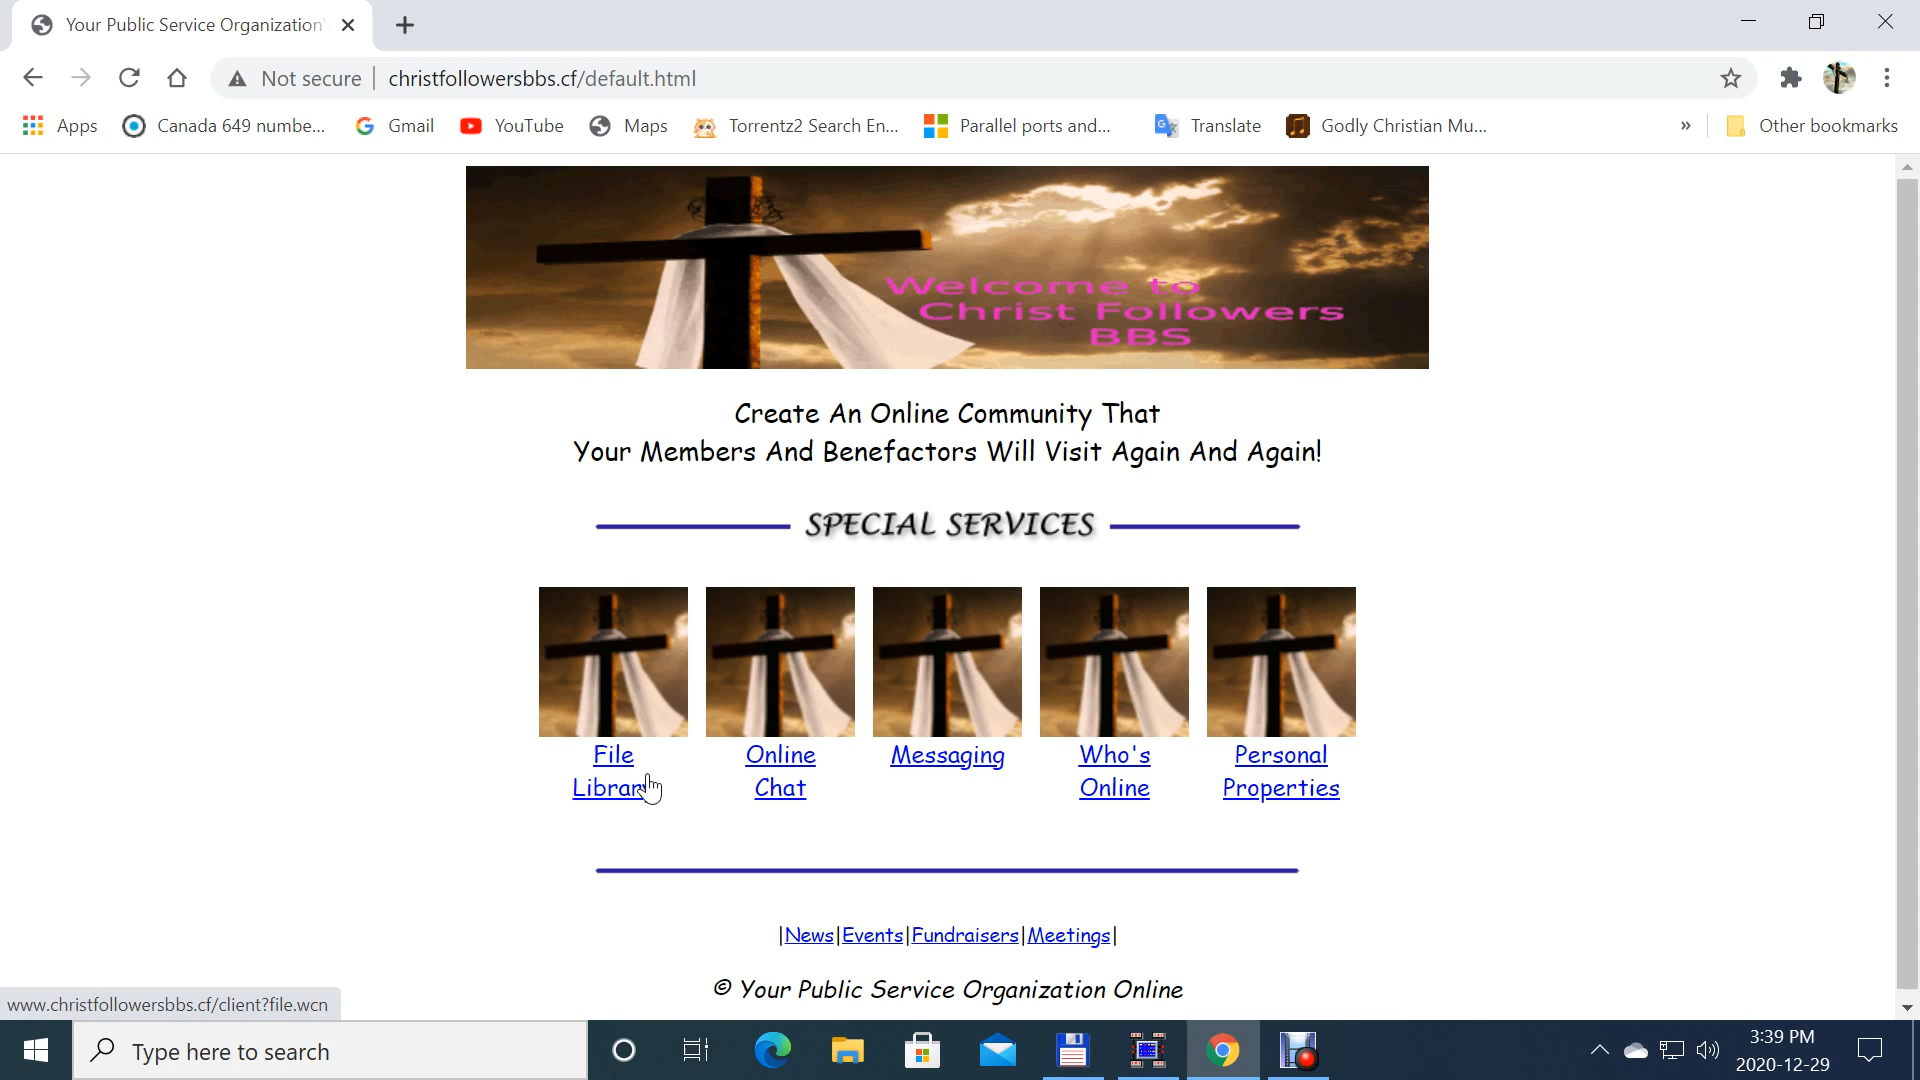 Your Public Service Organization'
Not secure
christfollowersbbs.cf/default.html
Apps
Canada 649 numbe...
Gmail
YouTube
Maps
Torrentz2 Search En...
Parallel ports and...
Translate
Godly Christian Mu...
»
Other bookmarks
Welcome to
Christ Followers
BBS
Create An Online Community That
Your Members And Benefactors Will Visit Again And Again!
SPECIAL SERVICES
File
Library
Online
Chat
Messaging
Who's
Online
Personal
Properties
|News|Events|Fundraisers|Meetings|
© Your Public Service Organization Online
www.christfollowersbbs.cf/client?file.wcn
Type here to search
3:39 PM
2020-12-29